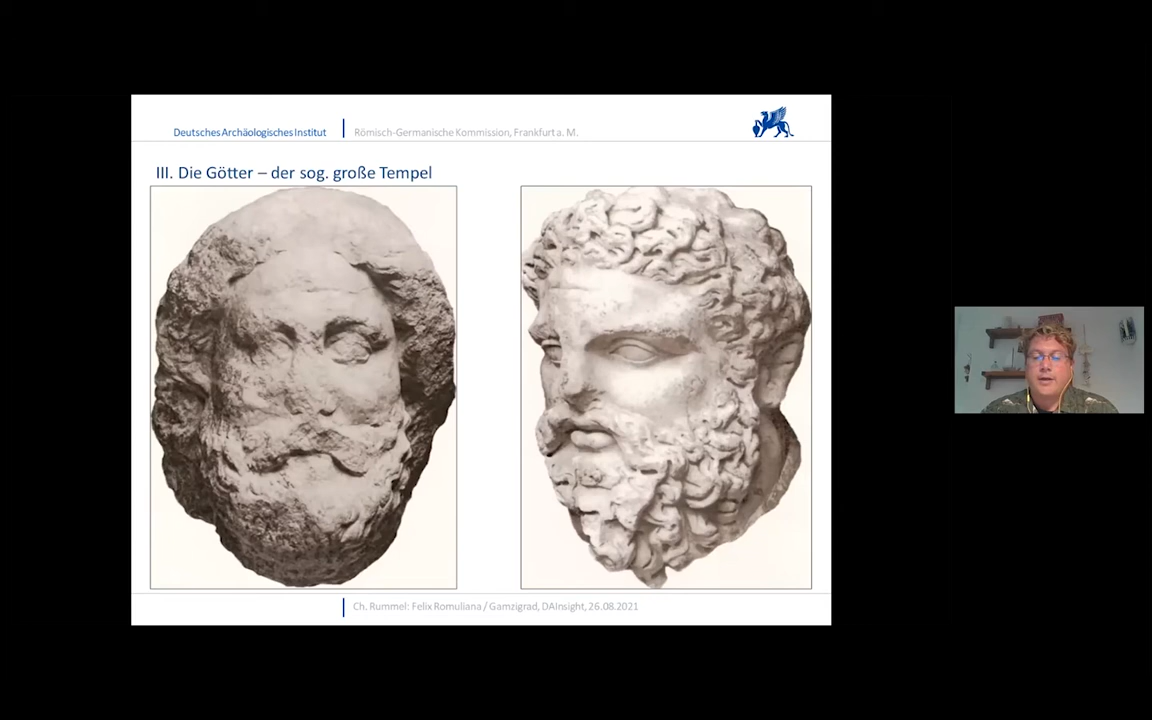 Deutsches Archäologisches Institut
Römisch-Germanische Kommission, Frankfurt a. M.
III. Die Götter – der sog. große Tempel
Ch. Rummel: Felix Romuliana / Gamzigrad, DAInsight, 26.08.2021